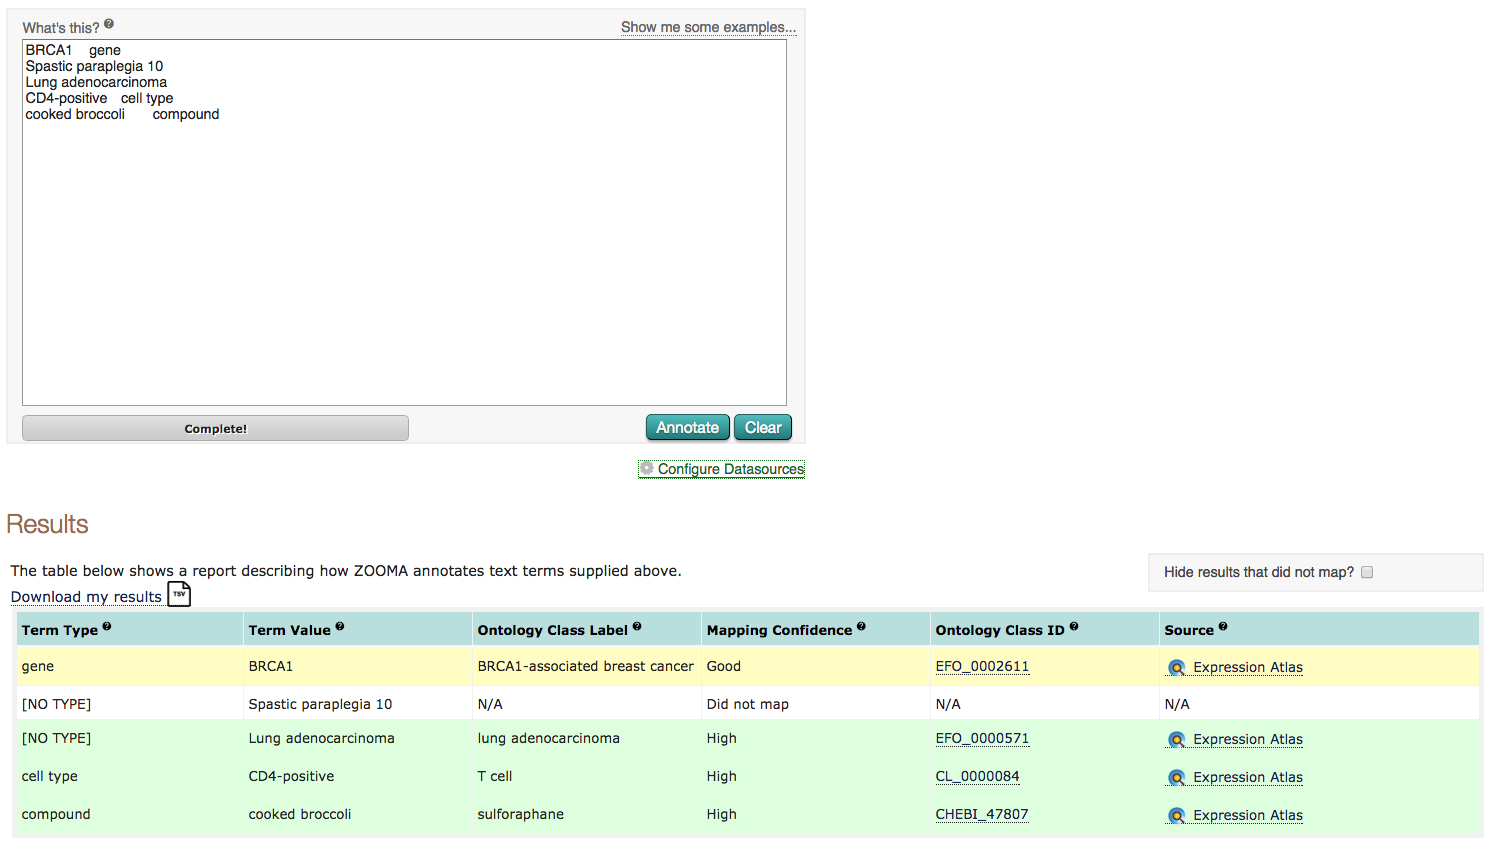 What's this? ?
Show me some examples...
BRCA1 gene
Spastic paraplegia 10
Lung adenocarcinoma
CD4-positive cell type
cooked broccoli compound
Complete!
Annotate Clear
Configure Datasources
Results
The table below shows a report describing how ZOOMA annotates text terms supplied above.
Hide results that did not map?
Download my results TSV
Term Type ? Term Value ? Ontology Class Label ? Mapping Confidence ? Ontology Class ID ? Source ?
gene BRCA1 BRCA1-associated breast cancer Good EFO_0002611 Expression Atlas
[NO TYPE] Spastic paraplegia 10 N/A Did not map N/A N/A
[NO TYPE] Lung adenocarcinoma lung adenocarcinoma High EFO_0000571 Expression Atlas
cell type CD4-positive T cell High CL_0000084 Expression Atlas
compound cooked broccoli sulforaphane High CHEBI_47807 Expression Atlas